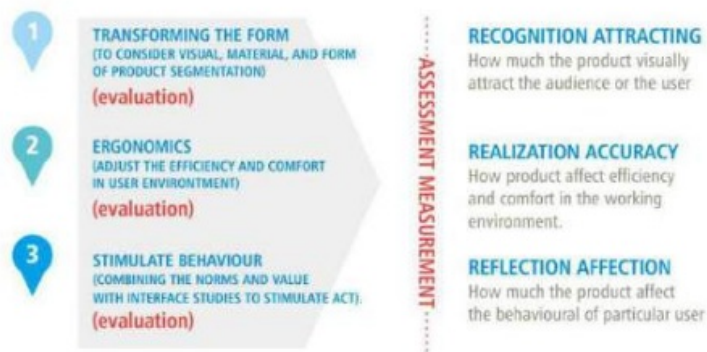 1
TRANSFORMING THE FORM
(TO CONSIDER VISUAL, MATERIAL, AND FORM
OF PRODUCT SEGMENTATION)
(evaluation)
2
ERGONOMICS
(ADJUST THE EFFICIENCY AND COMFORT
IN USER ENVIRONTMENT)
(evaluation)
3
STIMULATE BEHAVIOUR
(COMBINING THE NORMS AND VALUE
WITH INTERFACE STUDIES TO STIMULATE ACT).
(evaluation)
ASSESSMENT MEASUREMENT
RECOGNITION ATTRACTING
How much the product visually
attract the audience or the user
REALIZATION ACCURACY
How product affect efficiency
and comfort in the working
environment.
REFLECTION AFFECTION
How much the product affect
the behavioural of particular user